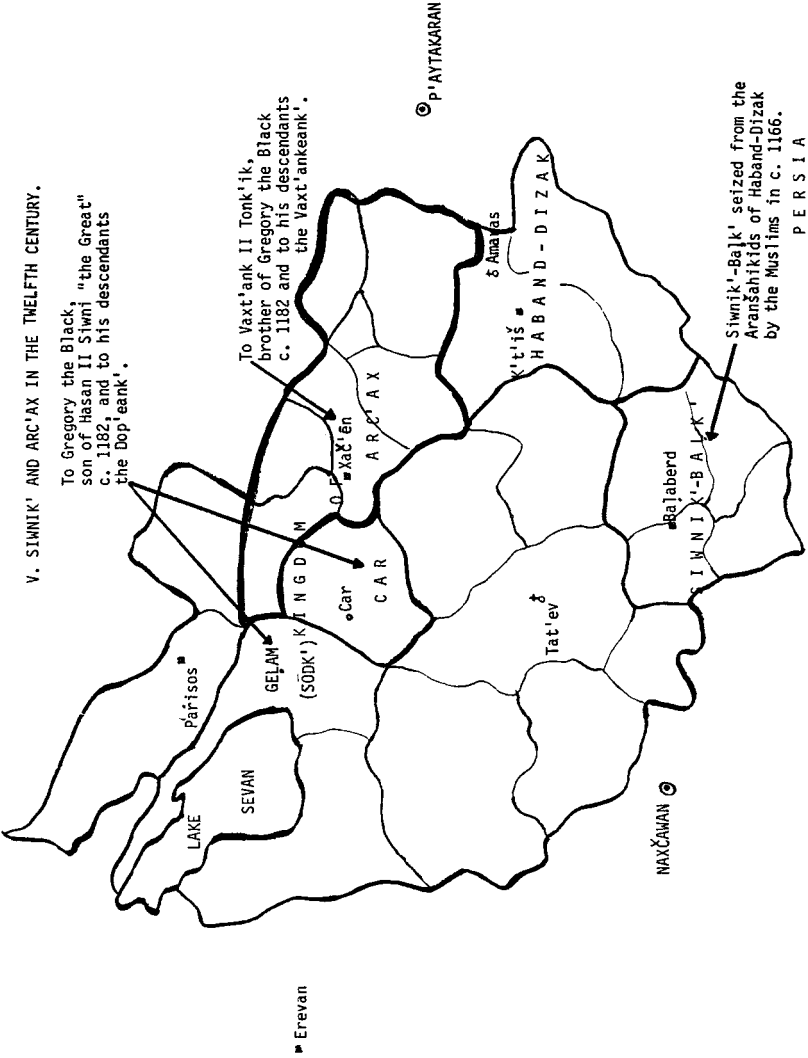 V. SIWNIK' AND ARC'AX IN THE TWELFTH CENTURY.
To Gregory the Black,
son of Hasan II Siwni "the Great"
c. 1182, and to his descendants
the Dop'eank'.
To Vaxt'ank II Tonk'ik,
brother of Gregory the Black
c. 1182 and to his descendants
the Vaxt'ankeank'.
P'AYTAKARAN
Pařisos
LAKE
SEVAN
GEŁAM
(SŌDK')
KINGDOM
OF
Xač'ēn
ARC'AX
Car
CAR
Amaras
K't'iš
HABAND-DIZAK
Erevan
Tat'ev
NAXČAWAN
Bałaberd
SIWNIK'-BAŁK'
Siwnik'-Bałk' seized from the
Aranšahikids of Haband-Dizak
by the Muslims in c. 1166.
PERSIA